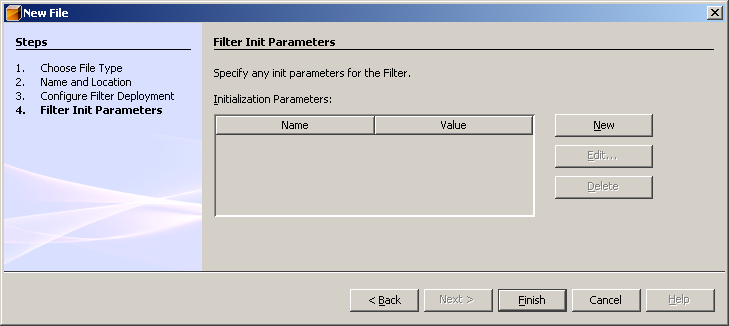 New File
Steps
1. Choose File Type
2. Name and Location
3. Configure Filter Deployment
4. Filter Init Parameters
Filter Init Parameters
Specify any init parameters for the Filter.
Initialization Parameters:
Name Value
New
Edit...
Delete
< Back Next > Finish Cancel Help